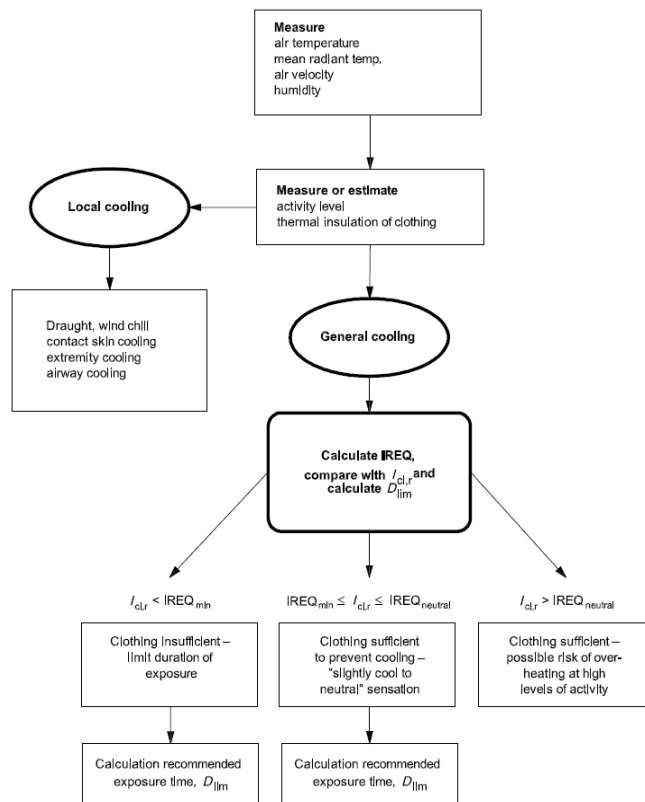 Measure
air temperature
mean radiant temp.
air velocity
humidity
Measure or estimate
activity level
thermal insulation of clothing
Local cooling
Draught, wind chill
contact skin cooling
extremity cooling
airway cooling
General cooling
Calculate IREQ,
compare with Icl,r and
calculate Dlim
Icl,r < IREQmin
IREQmin ≤ Icl,r ≤ IREQneutral
Icl,r > IREQneutral
Clothing insufficient –
limit duration of
exposure
Clothing sufficient
to prevent cooling –
"slightly cool to
neutral" sensation
Clothing sufficient –
possible risk of over-
heating at high
levels of activity
Calculation recommended
exposure time, Dlim
Calculation recommended
exposure time, Dlim